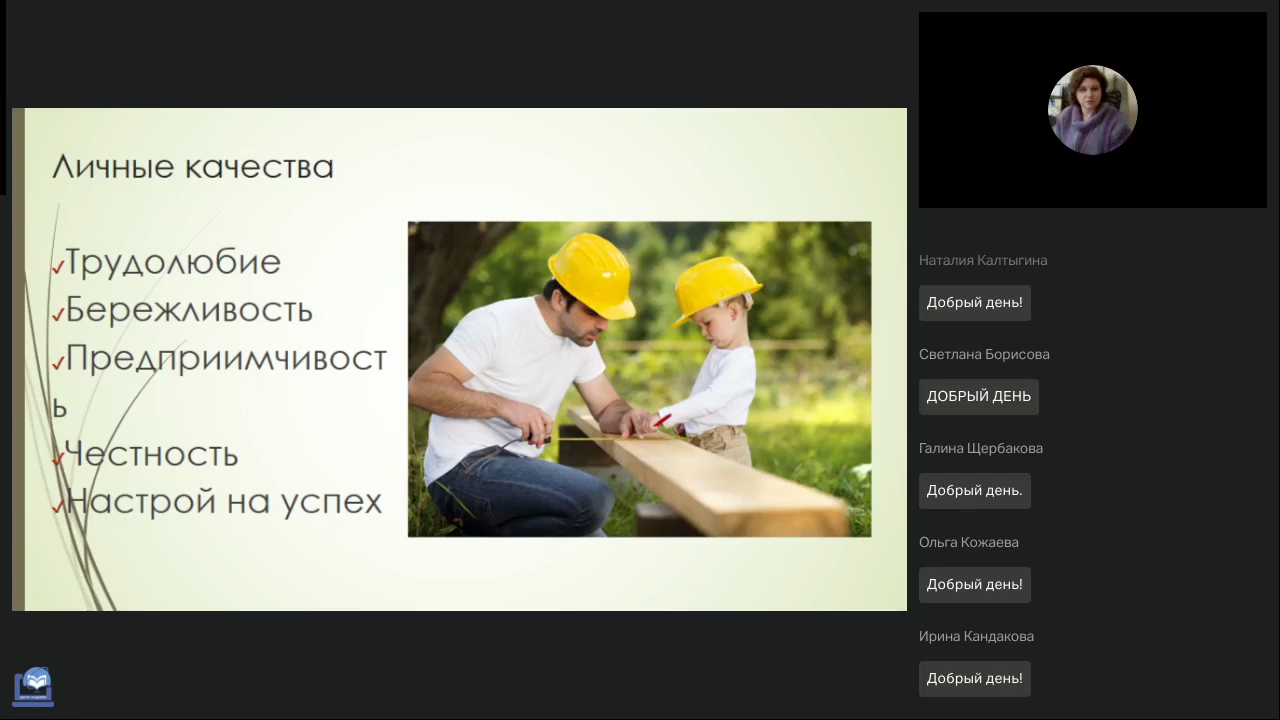 Личные качества
Трудолюбие
Бережливость
Предприимчивост
ь
Честность
Настрой на успех
Наталия Калтыгина
Добрый день!
Светлана Борисова
ДОБРЫЙ ДЕНЬ
Галина Щербакова
Добрый день.
Ольга Кожаева
Добрый день!
Ирина Кандакова
Добрый день!